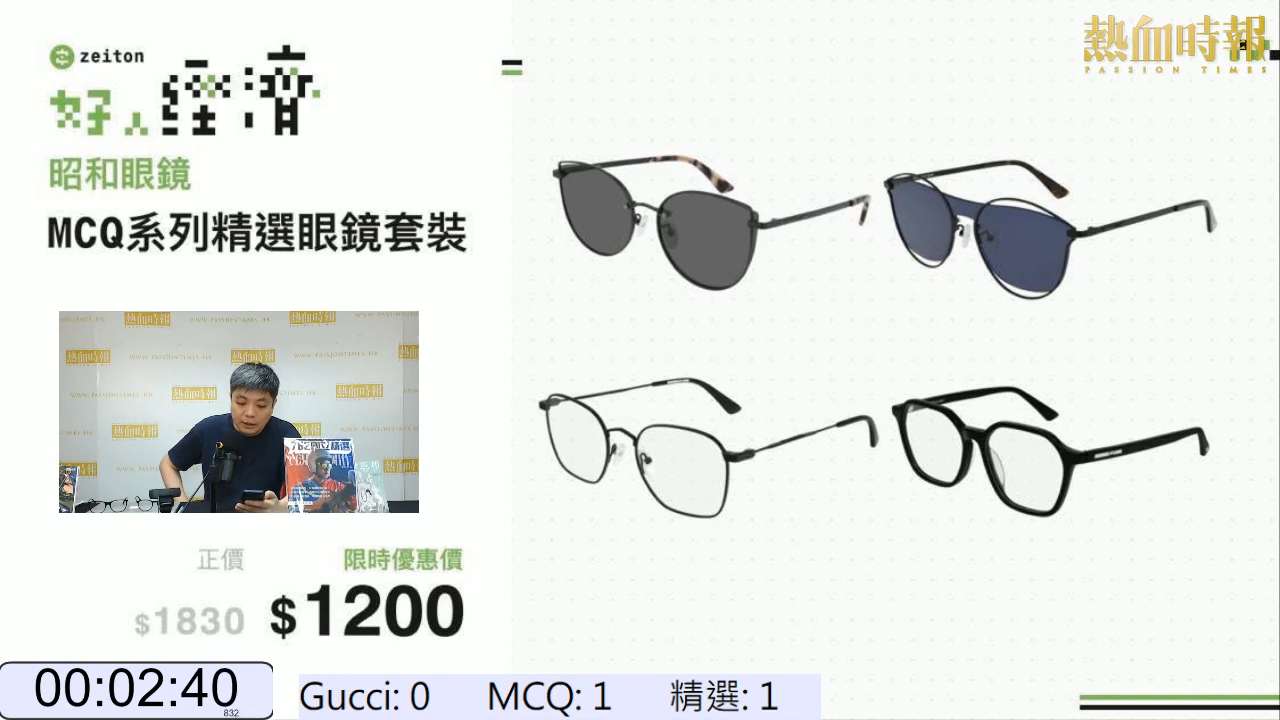 zeiton
好人經濟
昭和眼鏡
MCQ系列精選眼鏡套裝
熱血時報
PASSION TIMES
正價
限時優惠價
$1830
$1200
00:02:40
832
Gucci: 0 MCQ: 1 精選: 1